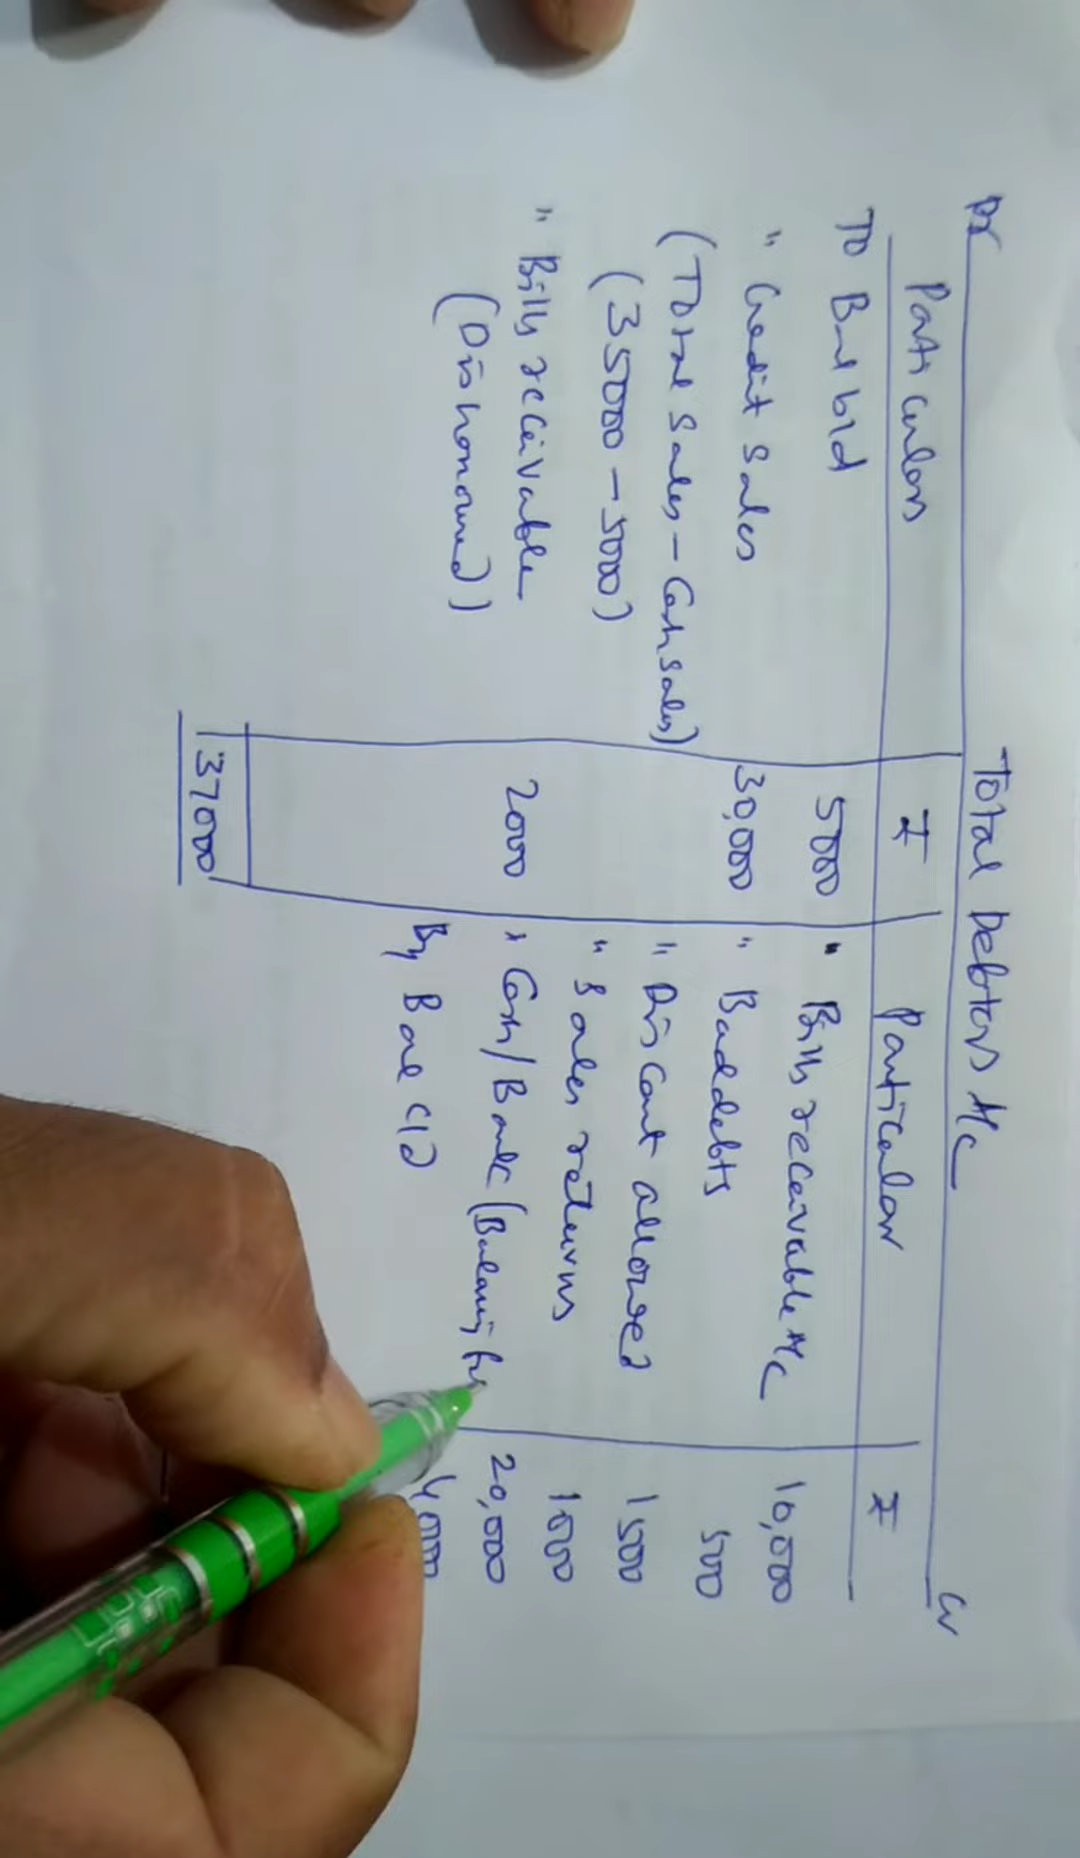 Total Debtors A/c
Dr Cr
Particulars ₹ Particulars ₹
To Bal b/d 5000 " Bills receivable A/c 10,000
" Credit Sales 30,000 " Bad debts 500
(Total Sales - Cash Sales) " Discount allowed 1500
(35000 - 5000) " Sales returns 1000
" Bills receivable 2000 " Cash/Bank (Balancing 20,000
(Dishonoured) By Bal c/d 4000
37000